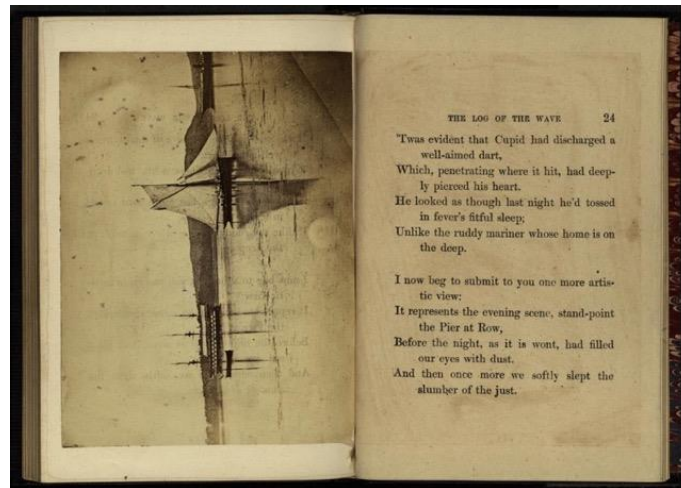 THE LOG OF THE WAVE 24
'Twas evident that Cupid had discharged a
well-aimed dart,
Which, penetrating where it hit, had deep-
ly pierced his heart.
He looked as though last night he'd tossed
in fever's fitful sleep;
Unlike the ruddy mariner whose home is on
the deep.
I now beg to submit to you one more artis-
tic view:
It represents the evening scene, stand-point
the Pier at Row,
Before the night, as it is wont, had filled
our eyes with dust.
And then once more we softly slept the
slumber of the just.